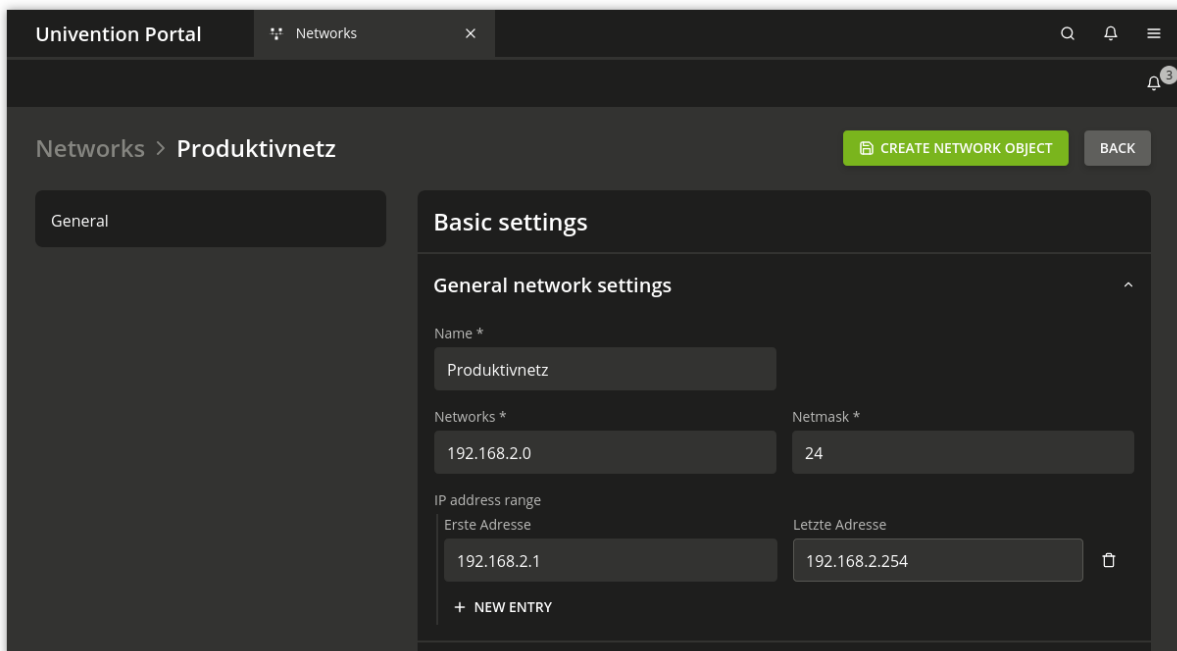 Univention Portal
Networks
3
Networks > Produktivnetz
CREATE NETWORK OBJECT
BACK
General
Basic settings
General network settings
Name *
Produktivnetz
Networks *
Netmask *
192.168.2.0
24
IP address range
Erste Adresse
Letzte Adresse
192.168.2.1
192.168.2.254
+ NEW ENTRY